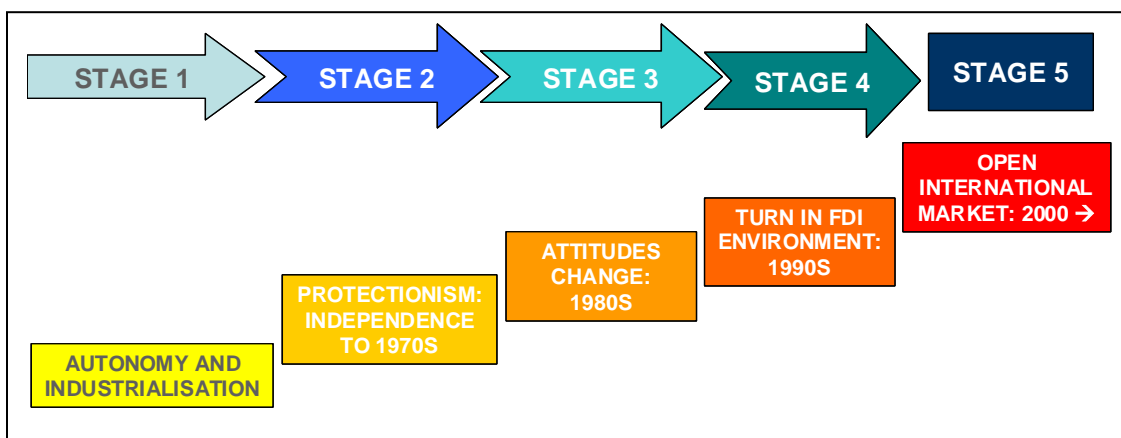 STAGE 1
STAGE 2
STAGE 3
STAGE 4
STAGE 5
OPEN
INTERNATIONAL
MARKET: 2000 →
TURN IN FDI
ENVIRONMENT:
1990S
ATTITUDES
CHANGE:
1980S
PROTECTIONISM:
INDEPENDENCE
TO 1970S
AUTONOMY AND
INDUSTRIALISATION